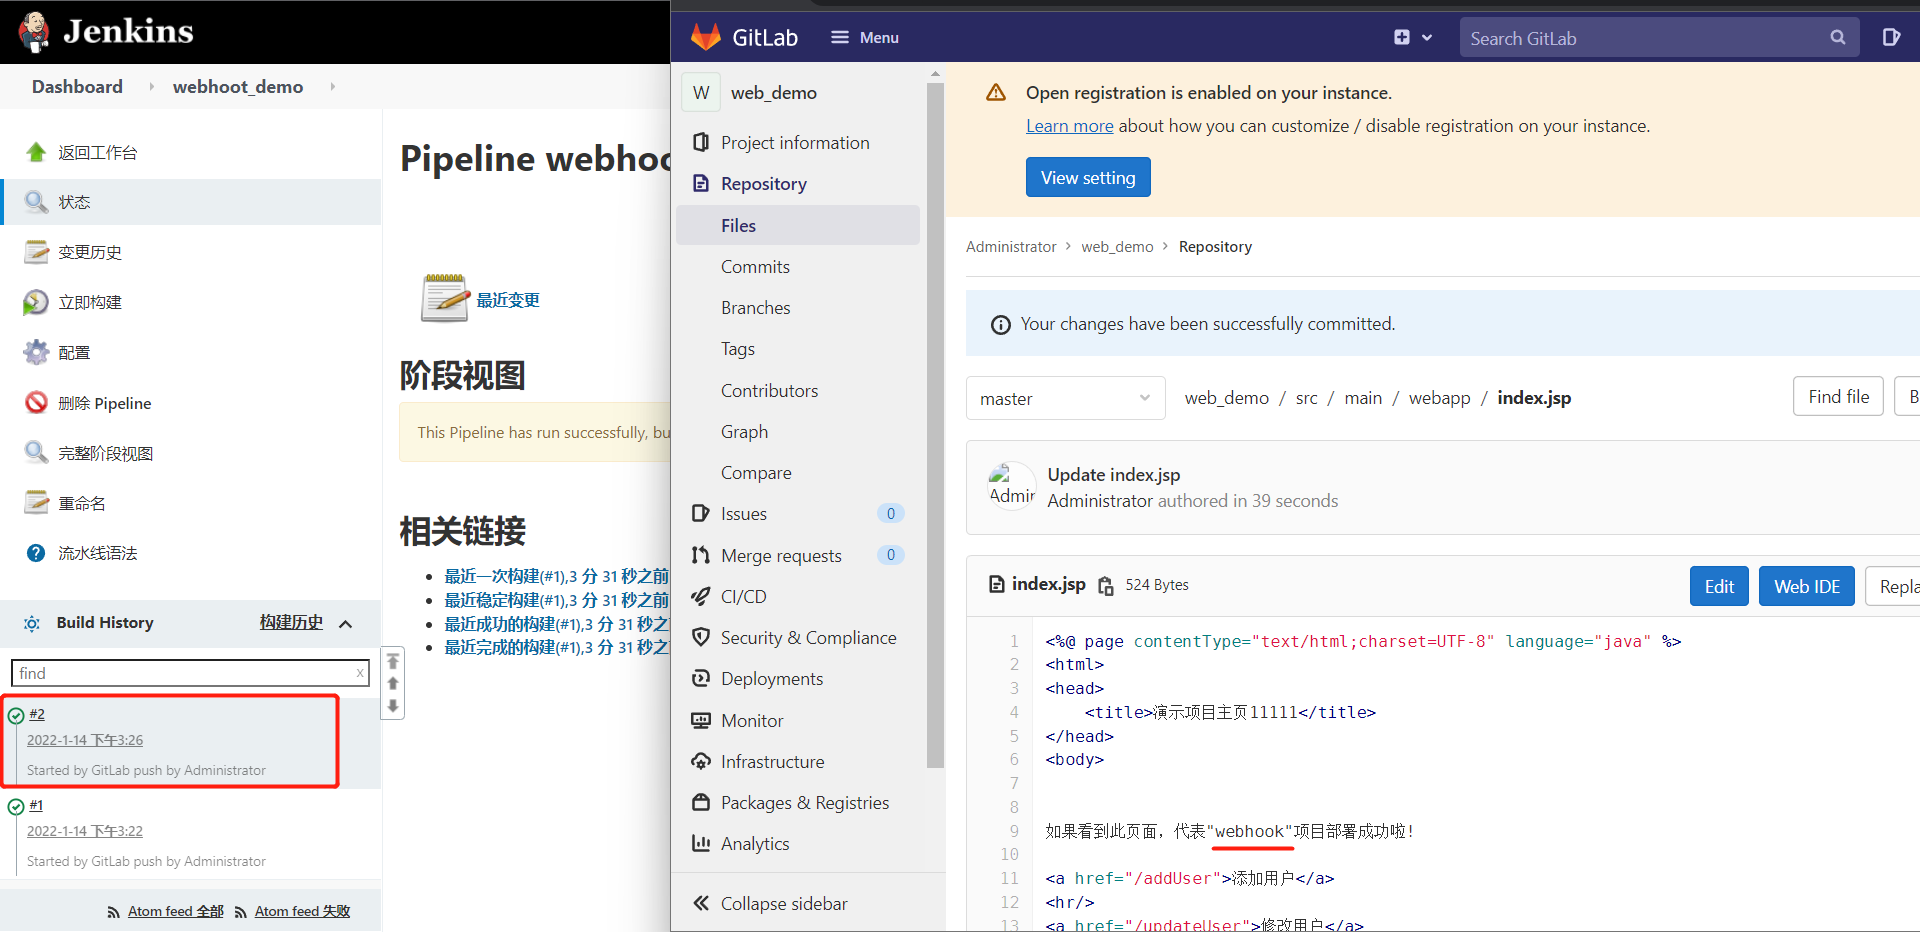 Jenkins
Dashboard
webhoot_demo
返回工作台
状态
变更历史
立即构建
配置
删除 Pipeline
完整阶段视图
重命名
流水线语法
Build History
构建历史
find
x
#2
2022-1-14 下午3:26
Started by GitLab push by Administrator
#1
2022-1-14 下午3:22
Started by GitLab push by Administrator
Atom feed 全部
Atom feed 失败
Pipeline webhoo
最近变更
阶段视图
This Pipeline has run successfully, bu
相关链接
最近一次构建(#1),3 分 31 秒之前
最近稳定构建(#1),3 分 31 秒之前
最近成功的构建(#1),3 分 31 秒之
最近完成的构建(#1),3 分 31 秒之
GitLab
Menu
Search GitLab
W
web_demo
Project information
Repository
Files
Commits
Branches
Tags
Contributors
Graph
Compare
Issues 0
Merge requests 0
CI/CD
Security & Compliance
Deployments
Monitor
Infrastructure
Packages & Registries
Analytics
Collapse sidebar
Open registration is enabled on your instance.
Learn more about how you can customize / disable registration on your instance.
View setting
Administrator > web_demo > Repository
Your changes have been successfully committed.
master
web_demo / src / main / webapp / index.jsp
Find file
B
Admir
Update index.jsp
Administrator authored in 39 seconds
index.jsp
524 Bytes
Edit
Web IDE
Repla
1 <%@ page contentType="text/html;charset=UTF-8" language="java" %>
2 <html>
3 <head>
4 <title>演示项目主页11111</title>
5 </head>
6 <body>
7
8
9 如果看到此页面，代表"webhook"项目部署成功啦!
10
11 <a href="/addUser">添加用户</a>
12 <hr/>
13 <a href="/updateUser">修改用户</a>